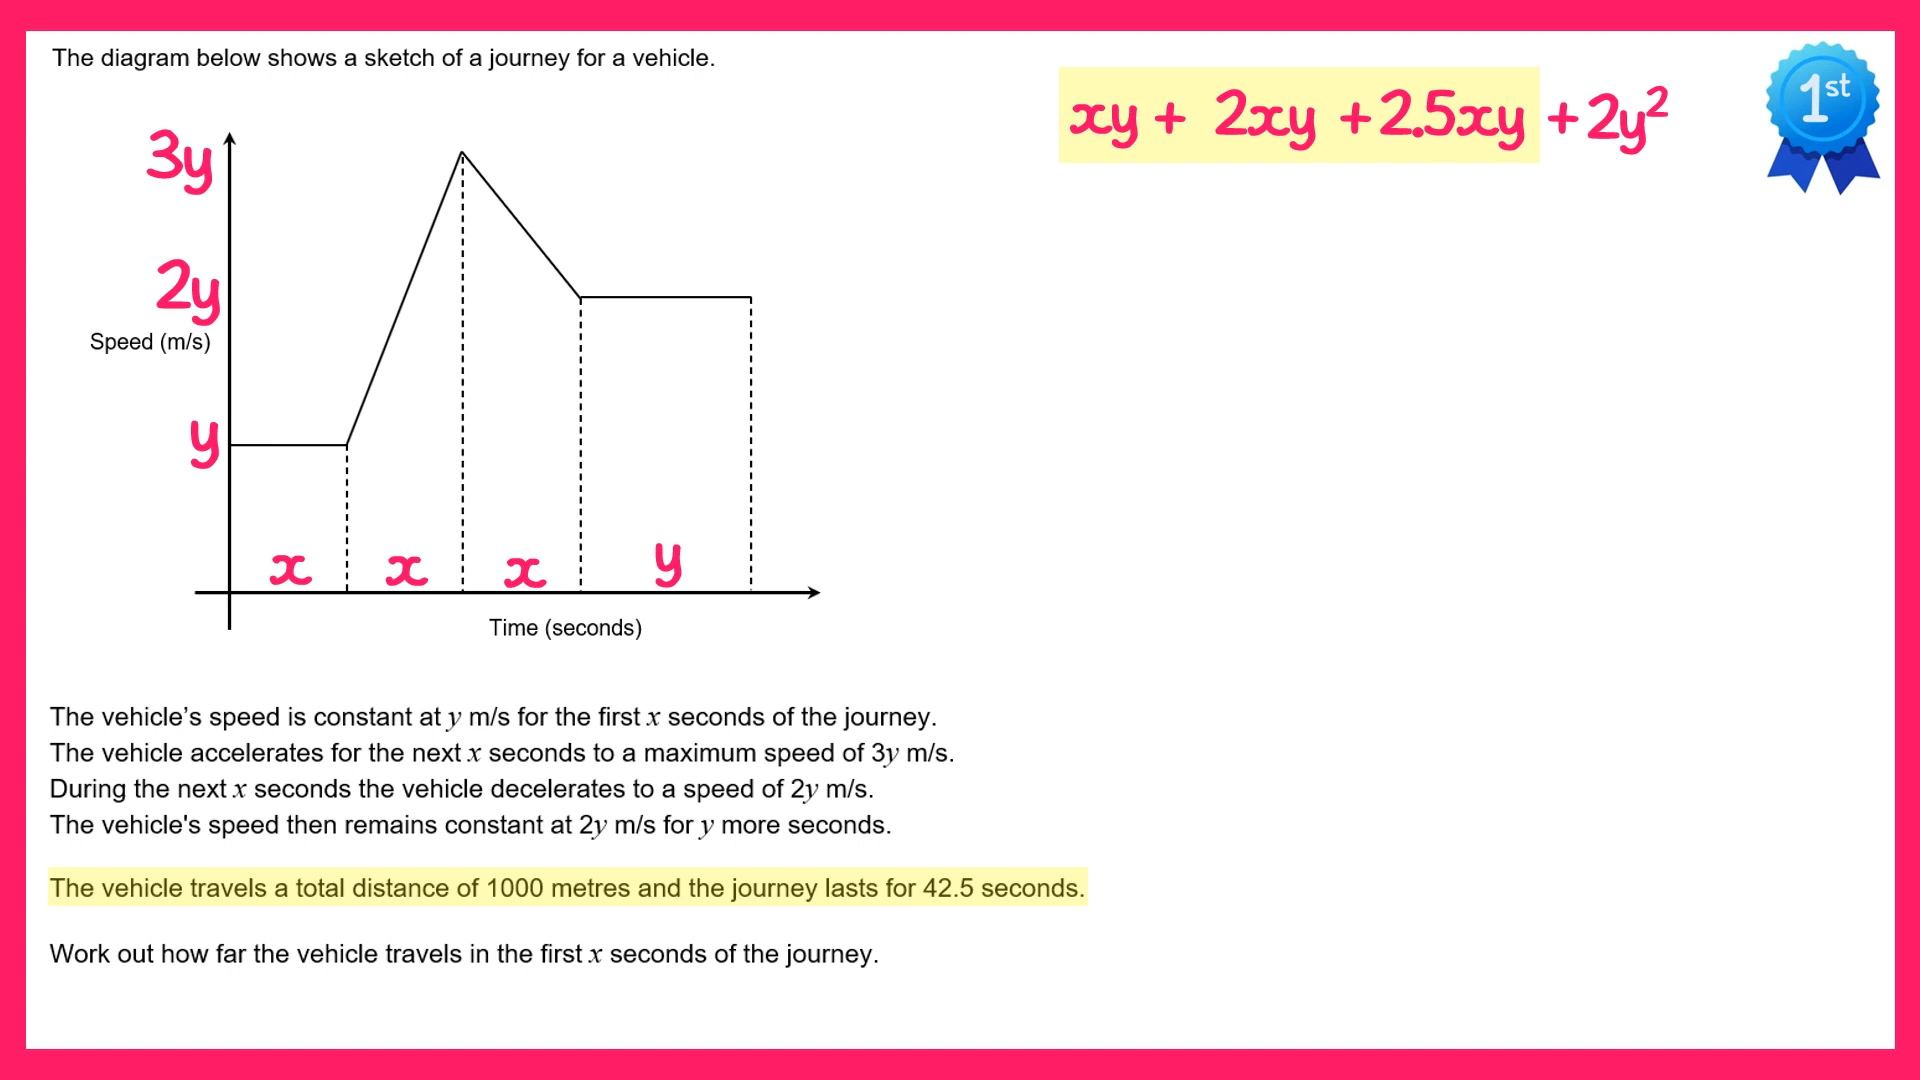 The diagram below shows a sketch of a journey for a vehicle.
xy + 2xy + 2.5xy + 2y²
1st
3y
2y
Speed (m/s)
y
x x x y
Time (seconds)
The vehicle’s speed is constant at y m/s for the first x seconds of the journey.
The vehicle accelerates for the next x seconds to a maximum speed of 3y m/s.
During the next x seconds the vehicle decelerates to a speed of 2y m/s.
The vehicle's speed then remains constant at 2y m/s for y more seconds.
The vehicle travels a total distance of 1000 metres and the journey lasts for 42.5 seconds.
Work out how far the vehicle travels in the first x seconds of the journey.